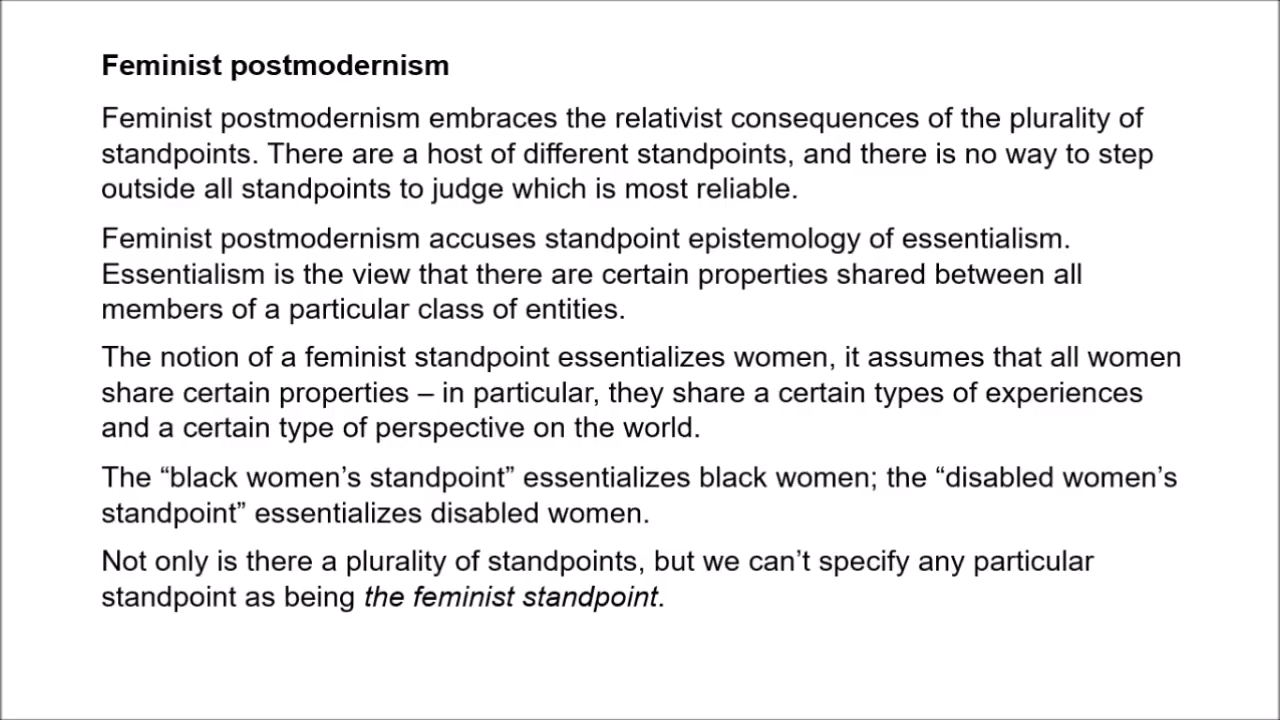 Feminist postmodernism
Feminist postmodernism embraces the relativist consequences of the plurality of
standpoints. There are a host of different standpoints, and there is no way to step
outside all standpoints to judge which is most reliable.
Feminist postmodernism accuses standpoint epistemology of essentialism.
Essentialism is the view that there are certain properties shared between all
members of a particular class of entities.
The notion of a feminist standpoint essentializes women, it assumes that all women
share certain properties – in particular, they share a certain types of experiences
and a certain type of perspective on the world.
The “black women’s standpoint” essentializes black women; the “disabled women’s
standpoint” essentializes disabled women.
Not only is there a plurality of standpoints, but we can’t specify any particular
standpoint as being the feminist standpoint.